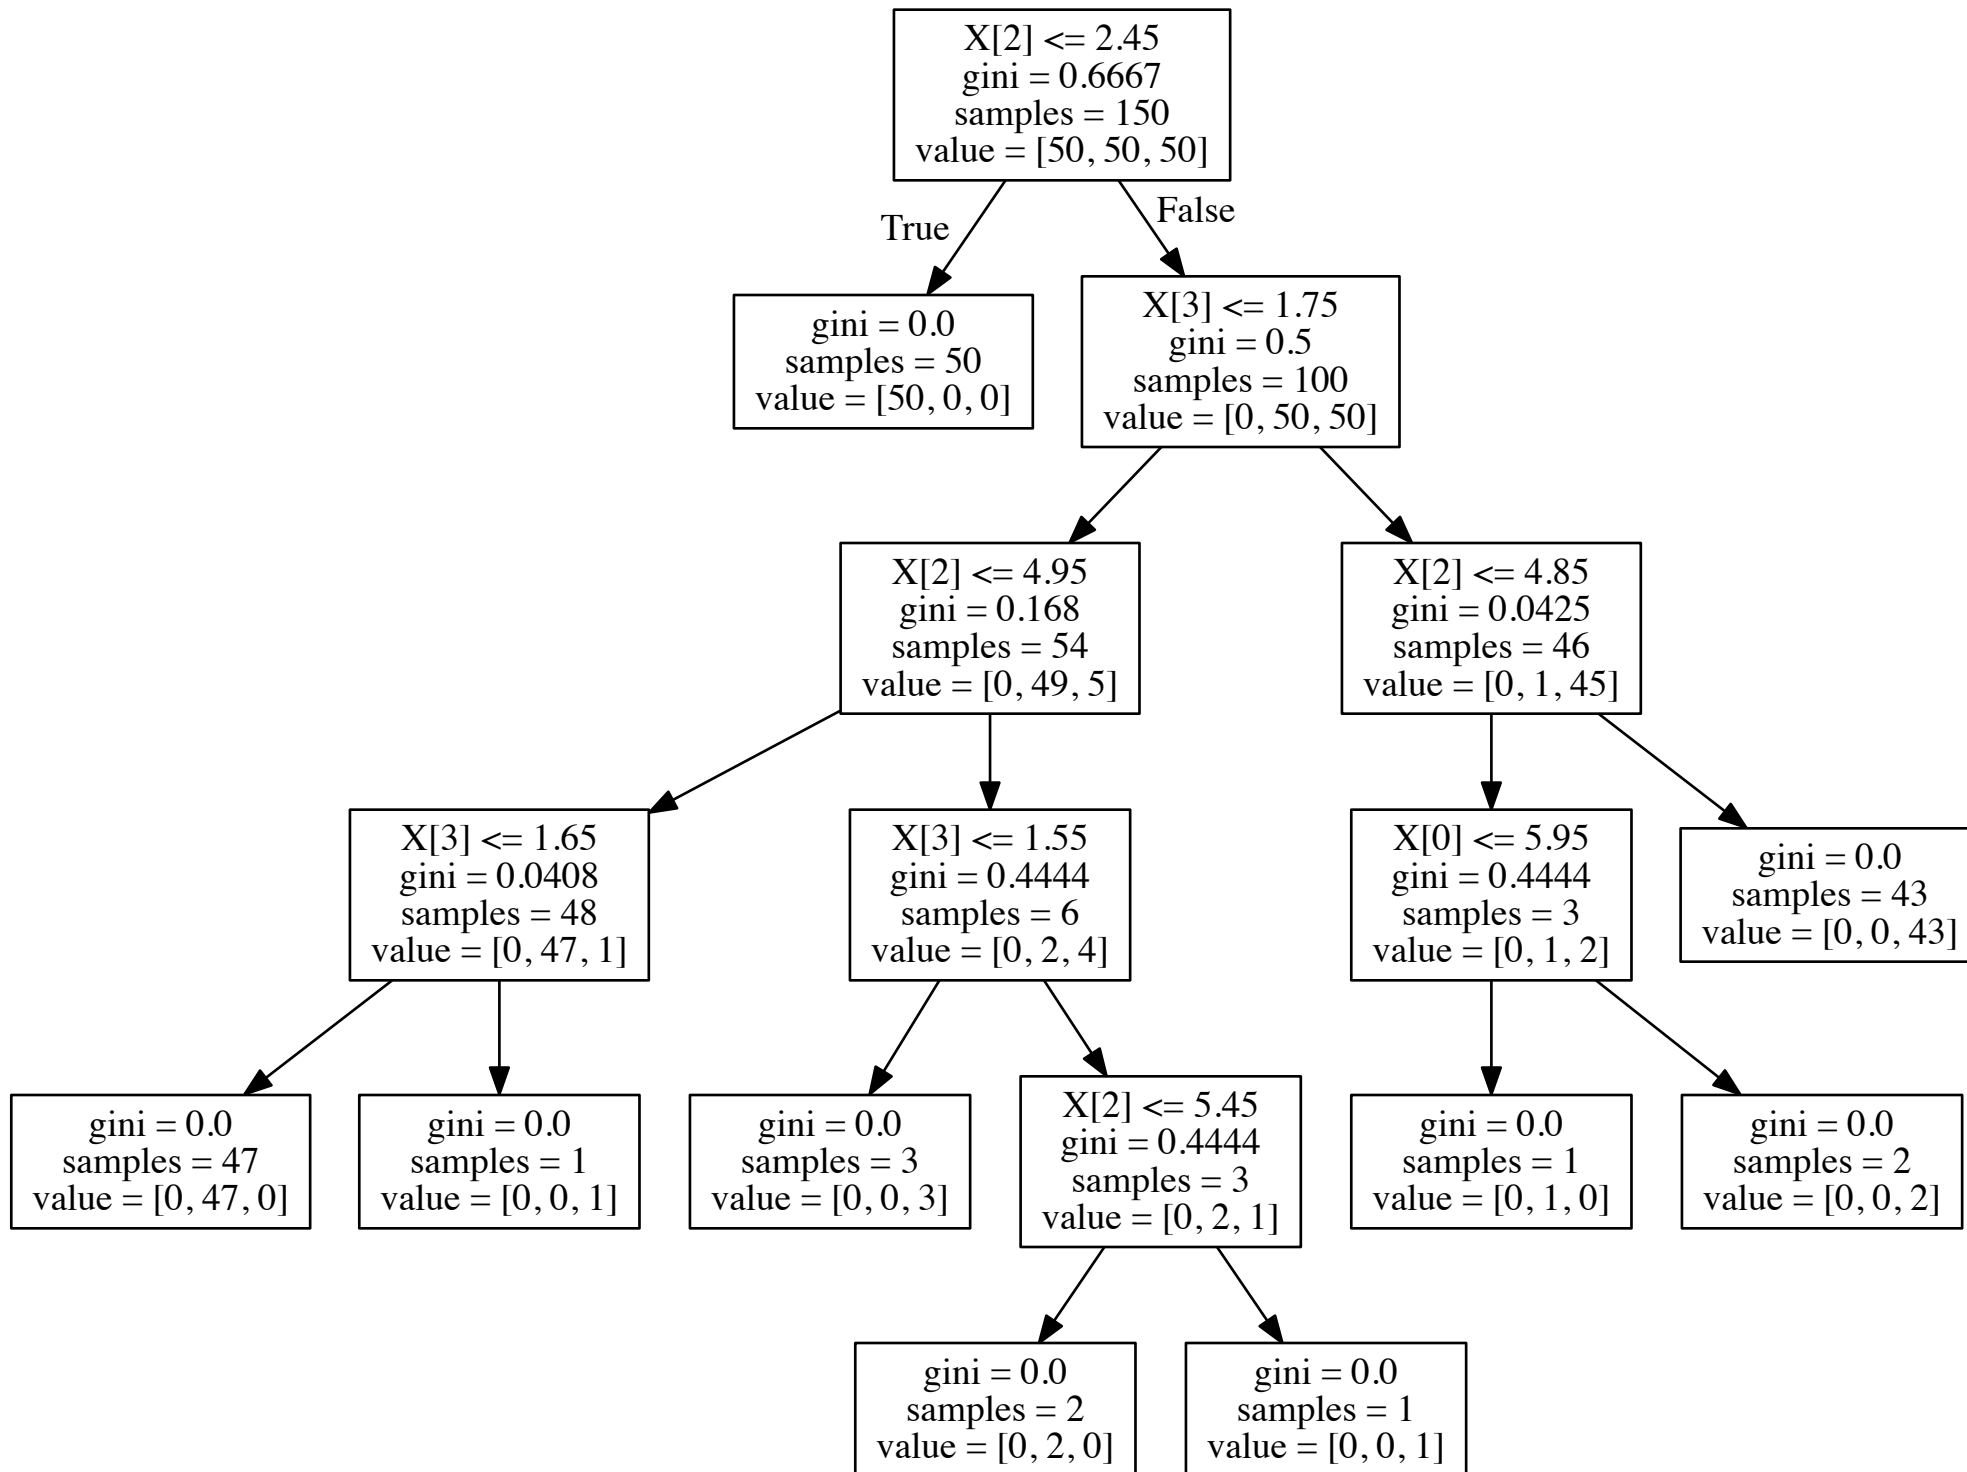 X[2] <= 2.45
gini = 0.6667
samples = 150
value = [50, 50, 50]
True
False
gini = 0.0
samples = 50
value = [50, 0, 0]
X[3] <= 1.75
gini = 0.5
samples = 100
value = [0, 50, 50]
X[2] <= 4.95
gini = 0.168
samples = 54
value = [0, 49, 5]
X[2] <= 4.85
gini = 0.0425
samples = 46
value = [0, 1, 45]
X[3] <= 1.65
gini = 0.0408
samples = 48
value = [0, 47, 1]
X[3] <= 1.55
gini = 0.4444
samples = 6
value = [0, 2, 4]
X[0] <= 5.95
gini = 0.4444
samples = 3
value = [0, 1, 2]
gini = 0.0
samples = 43
value = [0, 0, 43]
gini = 0.0
samples = 47
value = [0, 47, 0]
gini = 0.0
samples = 1
value = [0, 0, 1]
gini = 0.0
samples = 3
value = [0, 0, 3]
X[2] <= 5.45
gini = 0.4444
samples = 3
value = [0, 2, 1]
gini = 0.0
samples = 1
value = [0, 1, 0]
gini = 0.0
samples = 2
value = [0, 0, 2]
gini = 0.0
samples = 2
value = [0, 2, 0]
gini = 0.0
samples = 1
value = [0, 0, 1]